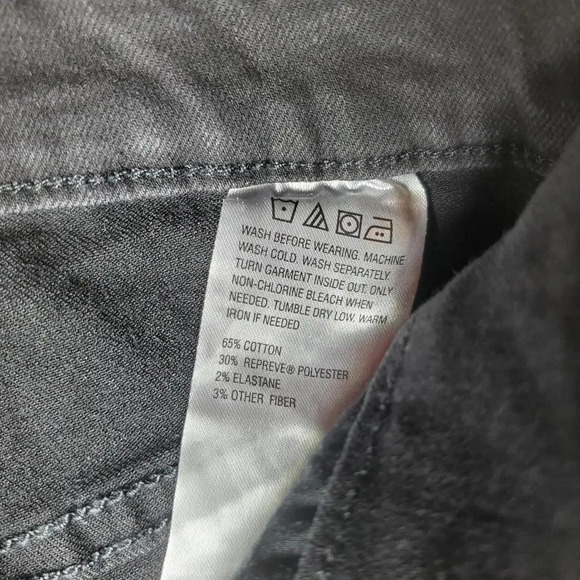 WASH BEFORE WEARING. MACHINE
WASH COLD. WASH SEPARATELY.
TURN GARMENT INSIDE OUT. ONLY
NON-CHLORINE BLEACH WHEN
NEEDED. TUMBLE DRY LOW. WARM
IRON IF NEEDED
65% COTTON
30% REPREVE® POLYESTER
2% ELASTANE
3% OTHER FIBER